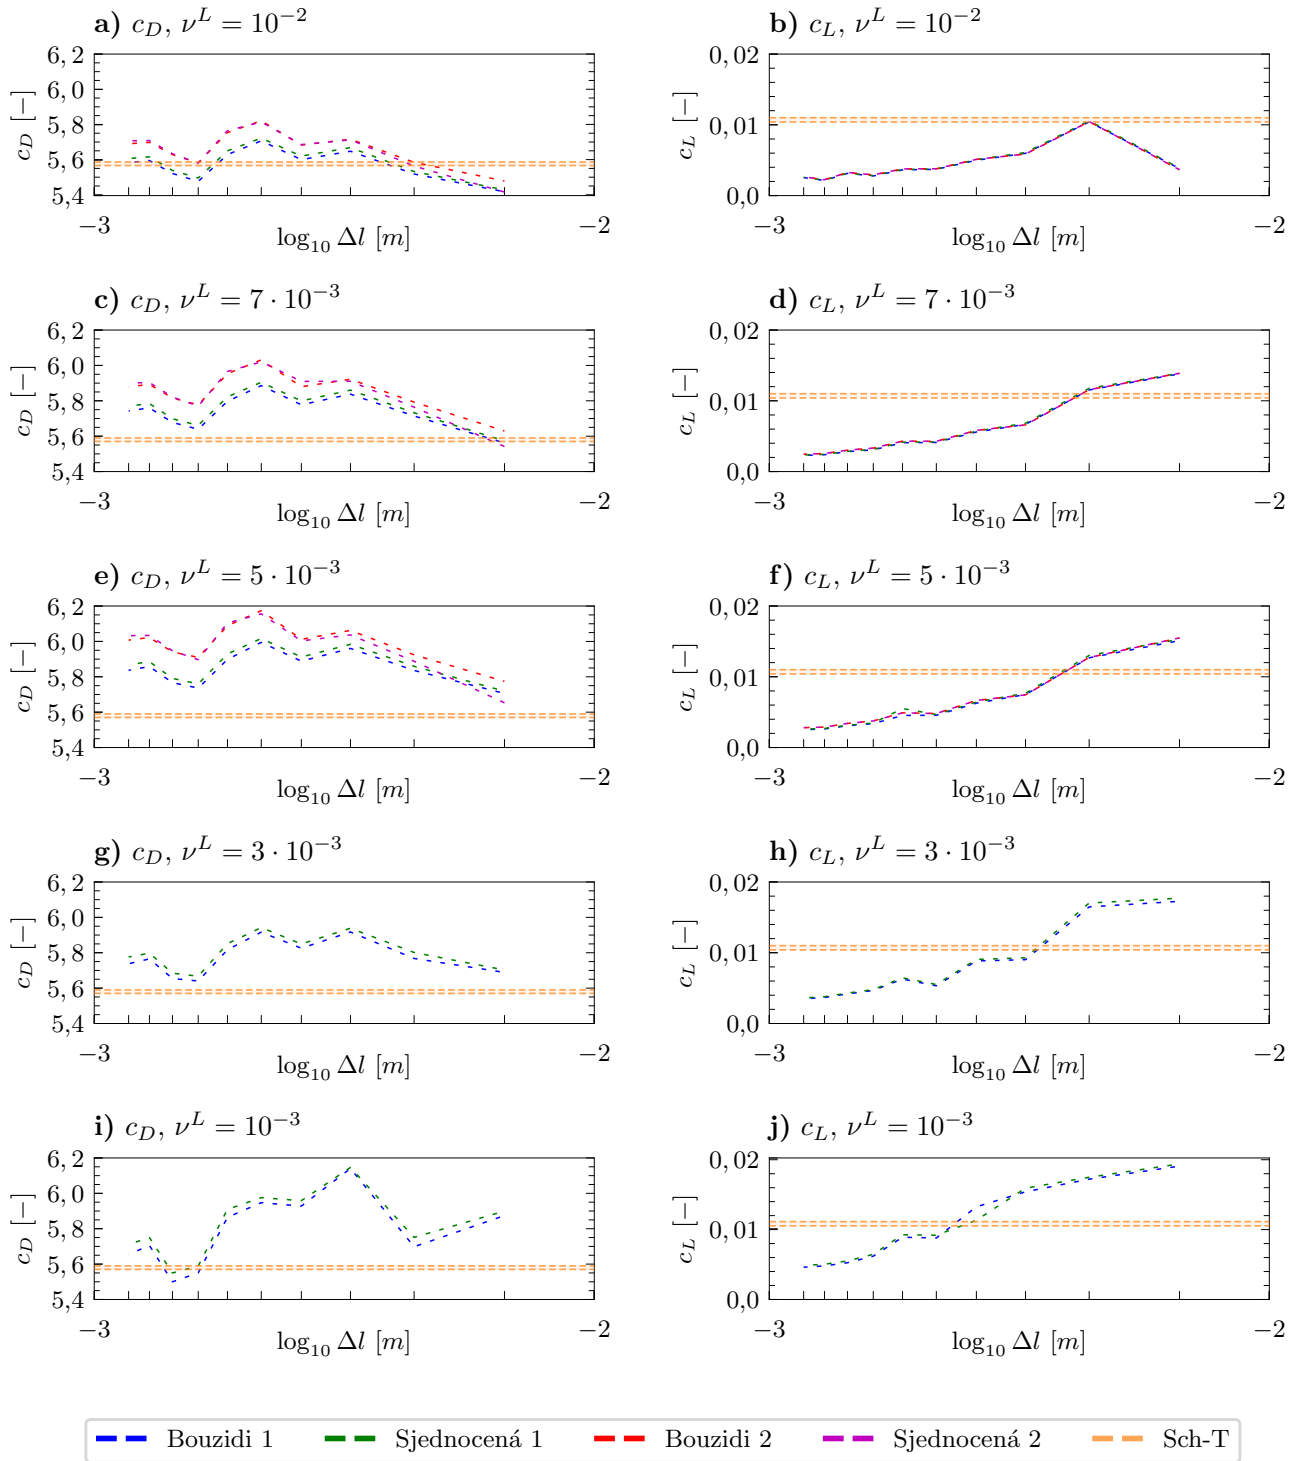 a) c_D, ν^L = 10^−2
b) c_L, ν^L = 10^−2
6,2
6,0
5,8
5,6
5,4
c_D [−]
−3
−2
log_10 Δl [m]
0,02
0,01
0,0
c_L [−]
−3
−2
log_10 Δl [m]
c) c_D, ν^L = 7 · 10^−3
d) c_L, ν^L = 7 · 10^−3
6,2
6,0
5,8
5,6
5,4
c_D [−]
−3
−2
log_10 Δl [m]
0,02
0,01
0,0
c_L [−]
−3
−2
log_10 Δl [m]
e) c_D, ν^L = 5 · 10^−3
f) c_L, ν^L = 5 · 10^−3
6,2
6,0
5,8
5,6
5,4
c_D [−]
−3
−2
log_10 Δl [m]
0,02
0,01
0,0
c_L [−]
−3
−2
log_10 Δl [m]
g) c_D, ν^L = 3 · 10^−3
h) c_L, ν^L = 3 · 10^−3
6,2
6,0
5,8
5,6
5,4
c_D [−]
−3
−2
log_10 Δl [m]
0,02
0,01
0,0
c_L [−]
−3
−2
log_10 Δl [m]
i) c_D, ν^L = 10^−3
j) c_L, ν^L = 10^−3
6,2
6,0
5,8
5,6
5,4
c_D [−]
−3
−2
log_10 Δl [m]
0,02
0,01
0,0
c_L [−]
−3
−2
log_10 Δl [m]
Bouzidi 1
Sjednocená 1
Bouzidi 2
Sjednocená 2
Sch-T